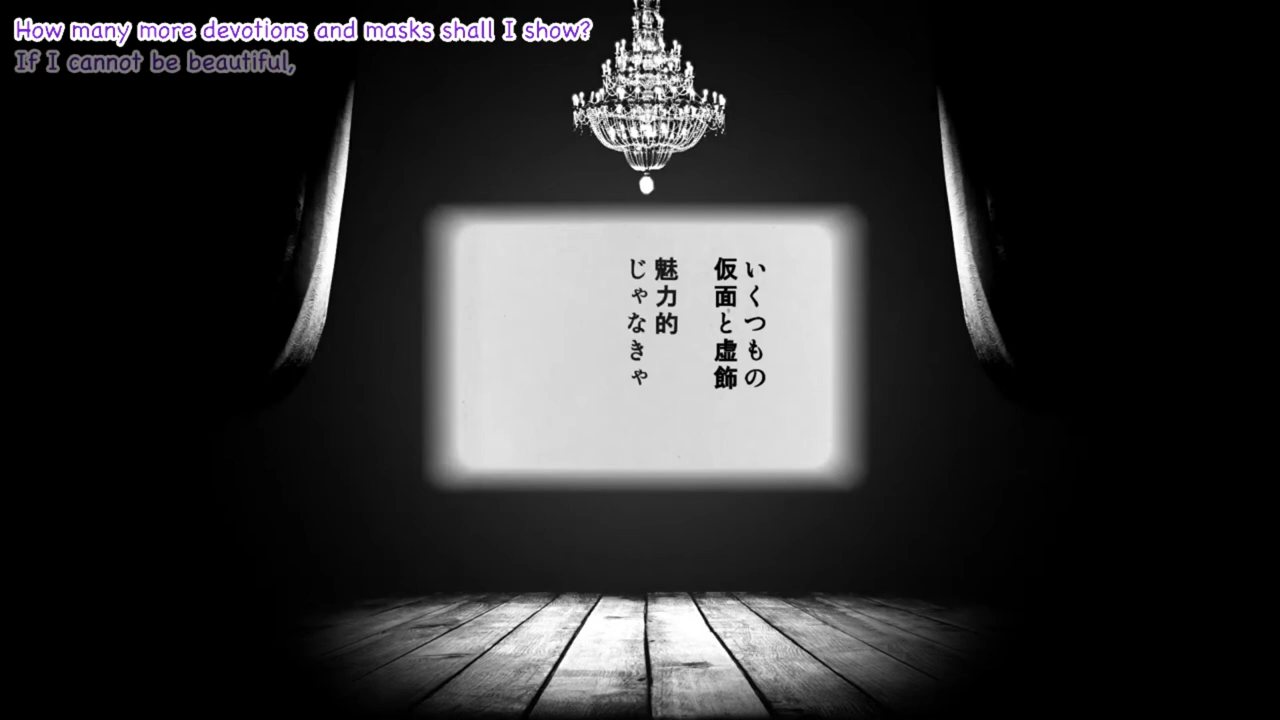 How many more devotions and masks shall I show?
If I cannot be beautiful,
いくつもの
仮面と虚飾
魅力的
じゃなきゃ